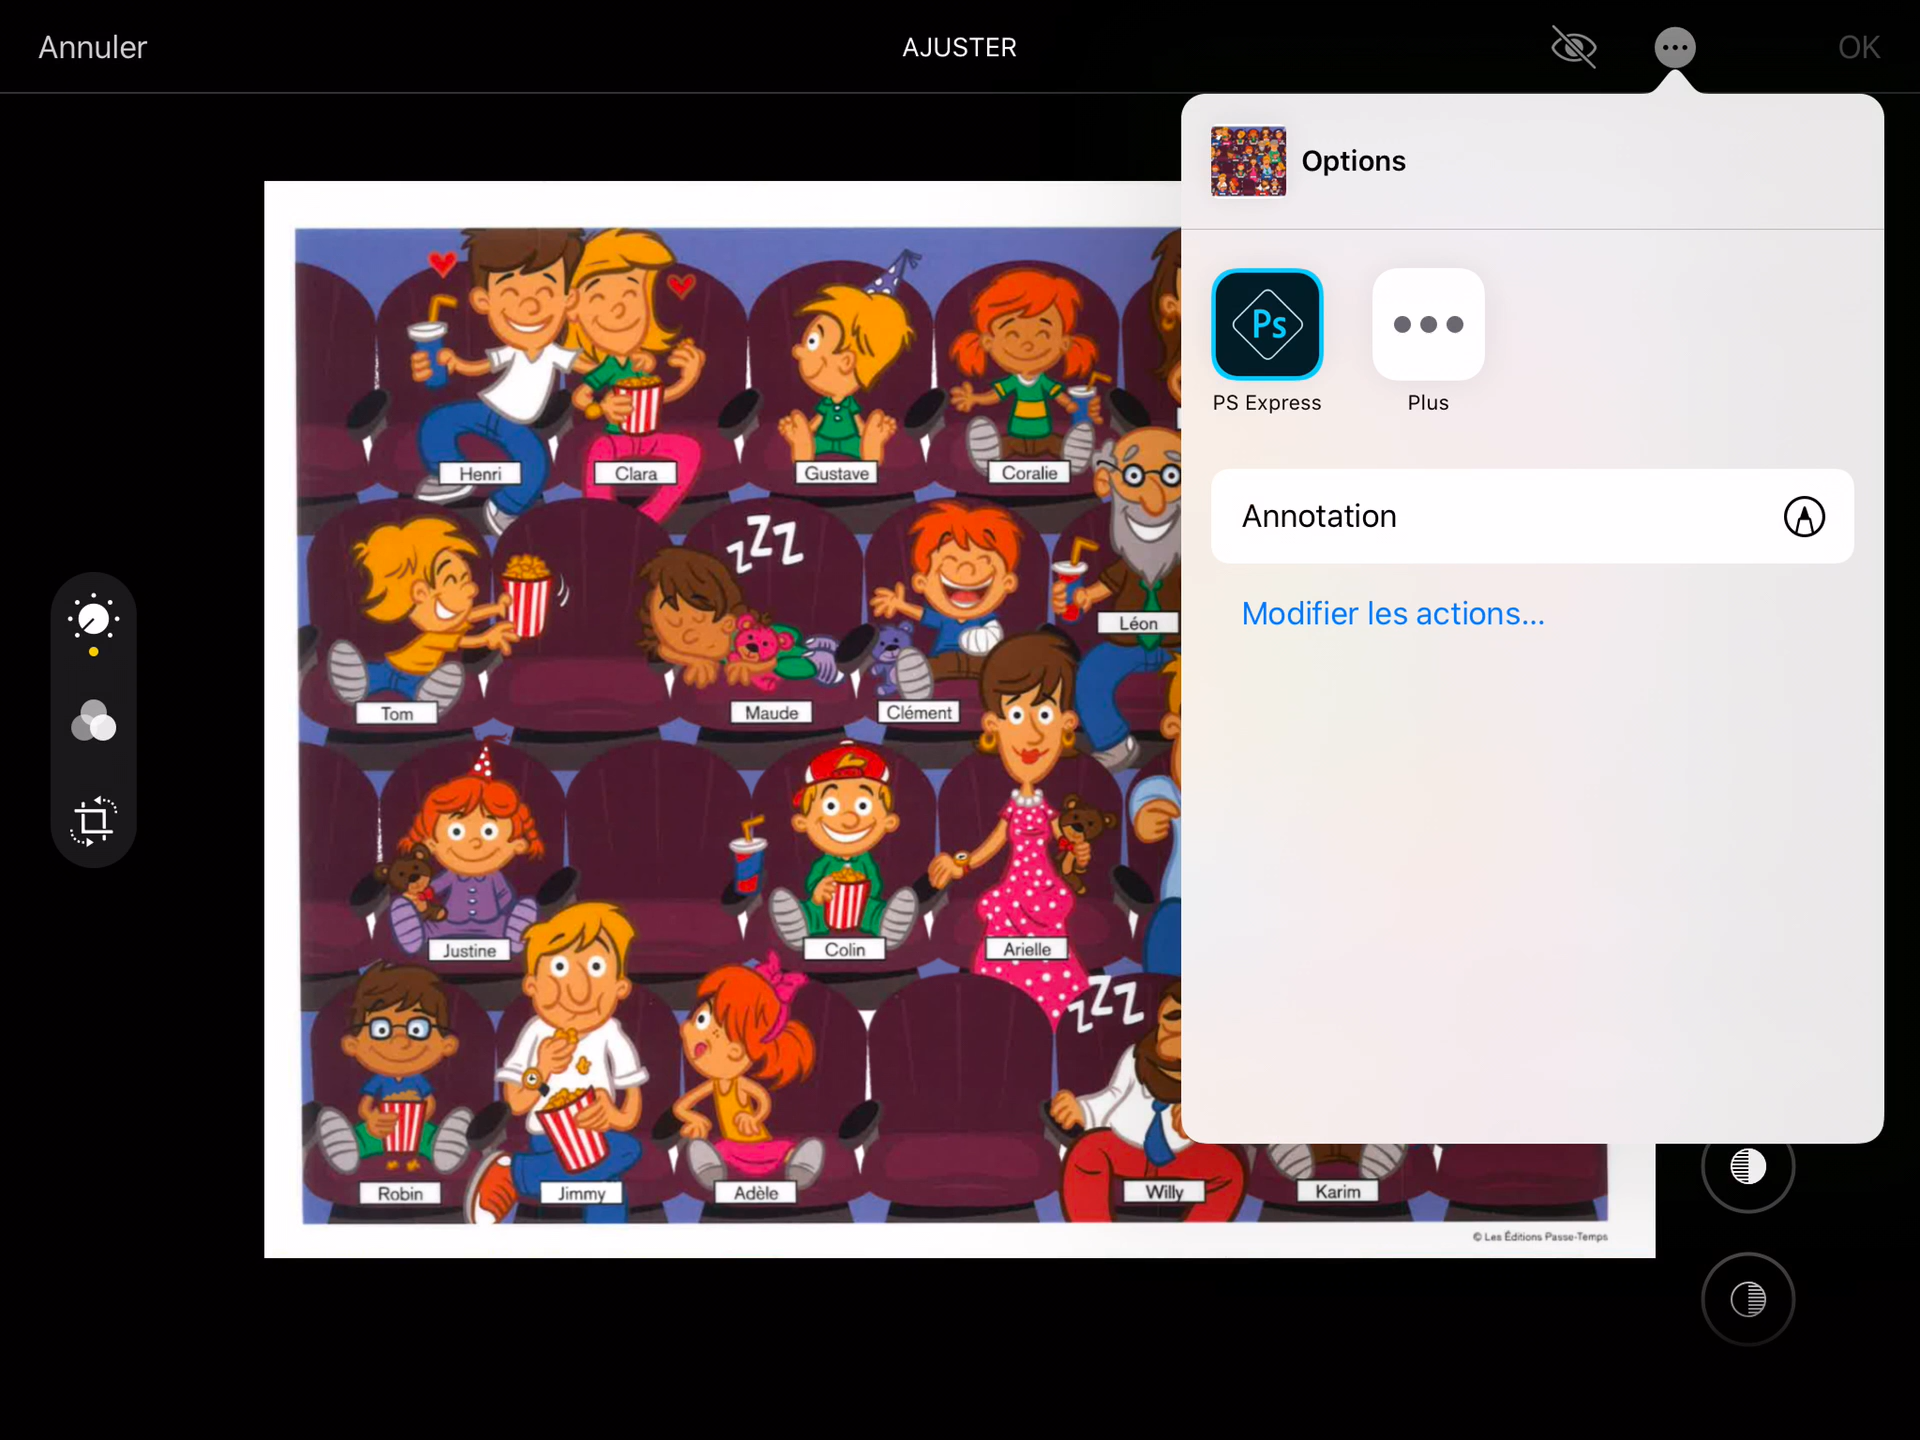 Annuler
AJUSTER
OK
Options
Ps
PS Express
Plus
Annotation
Modifier les actions...
Henri
Clara
Gustave
Coralie
ZZZ
Léon
Tom
Maude
Clément
Justine
Colin
Arielle
ZZZ
Robin
Jimmy
Adèle
Willy
Karim
© Les Éditions Passe-Temps